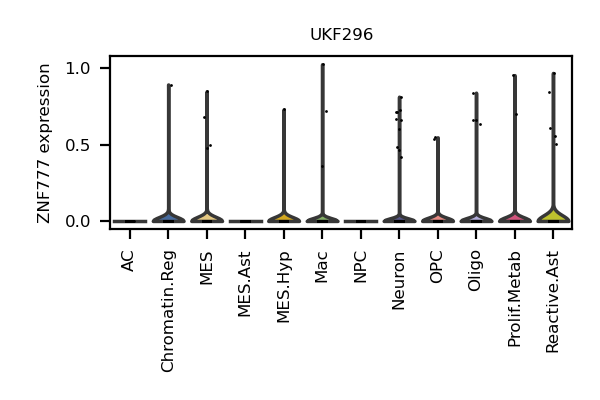 UKF296
ZNF777 expression
1.0
0.5
0.0
AC
Chromatin.Reg
MES
MES.Ast
MES.Hyp
Mac
NPC
Neuron
OPC
Oligo
Prolif.Metab
Reactive.Ast